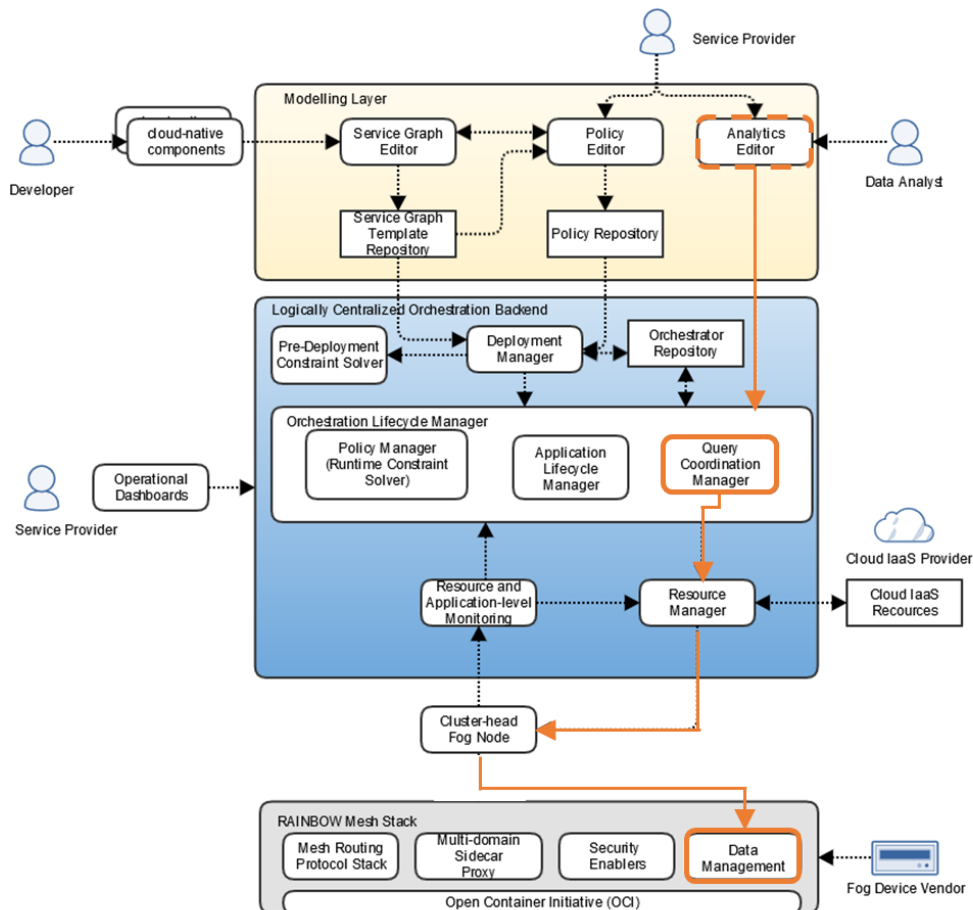 Service Provider
Modelling Layer
cloud-native
components
Service Graph
Editor
Policy
Editor
Analytics
Editor
Developer
Data Analyst
Service Graph
Template
Repository
Policy Repository
Logically Centralized Orchestration Backend
Pre-Deployment
Constraint Solver
Deployment
Manager
Orchestrator
Repository
Orchestration Lifecycle Manager
Policy Manager
(Runtime Constraint
Solver)
Application
Lifecycle
Manager
Query
Coordination
Manager
Operational
Dashboards
Service Provider
Cloud IaaS Provider
Resource and
Application-level
Monitoring
Resource
Manager
Cloud IaaS
Recources
Cluster-head
Fog Node
RAINBOW Mesh Stack
Mesh Routing
Protocol Stack
Multi-domain
Sidecar
Proxy
Security
Enablers
Data
Management
Fog Device Vendor
Open Container Initiative (OCI)